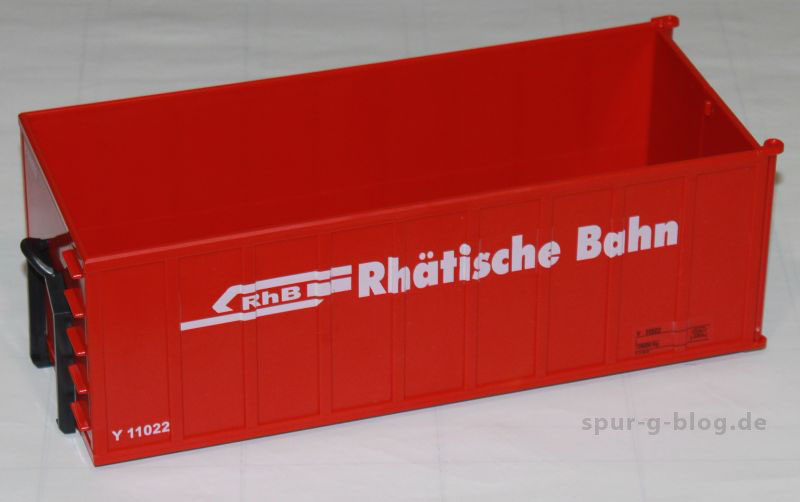 RhB Rhätische Bahn
Y 11022
spur-g-blog.de